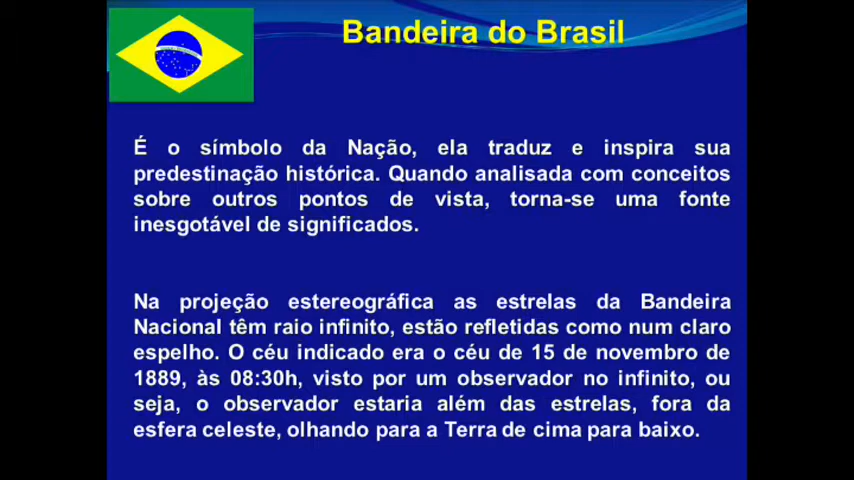 Bandeira do Brasil
É o símbolo da Nação, ela traduz e inspira sua
predestinação histórica. Quando analisada com conceitos
sobre outros pontos de vista, torna-se uma fonte
inesgotável de significados.
Na projeção estereográfica as estrelas da Bandeira
Nacional têm raio infinito, estão refletidas como num claro
espelho. O céu indicado era o céu de 15 de novembro de
1889, às 08:30h, visto por um observador no infinito, ou
seja, o observador estaria além das estrelas, fora da
esfera celeste, olhando para a Terra de cima para baixo.